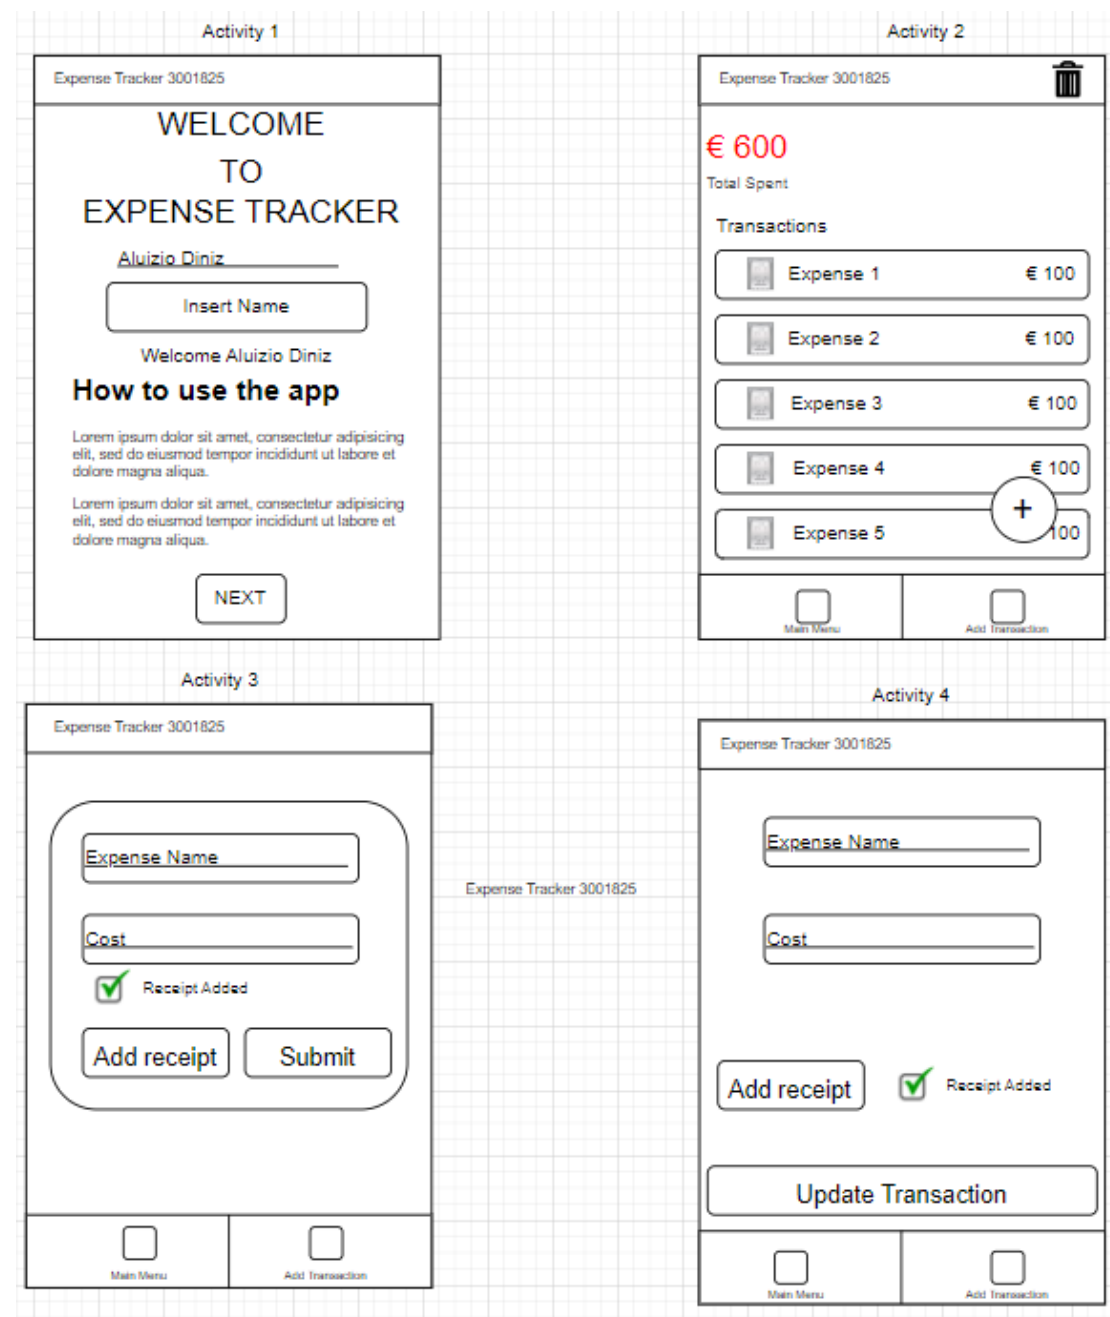 Activity 1
Expense Tracker 3001825
WELCOME
TO
EXPENSE TRACKER
Aluizio Diniz
Insert Name
Welcome Aluizio Diniz
How to use the app
Lorem ipsum dolor sit amet, consectetur adipisicing
elit, sed do eiusmod tempor incididunt ut labore et
dolore magna aliqua.
Lorem ipsum dolor sit amet, consectetur adipisicing
elit, sed do eiusmod tempor incididunt ut labore et
dolore magna aliqua.
NEXT
Activity 2
Expense Tracker 3001825
€ 600
Total Spent
Transactions
Expense 1 € 100
Expense 2 € 100
Expense 3 € 100
Expense 4 € 100
+
Expense 5 100
Main Menu Add Transaction
Activity 3
Expense Tracker 3001825
Expense Name
Cost
Receipt Added
Add receipt Submit
Main Menu Add Transaction
Expense Tracker 3001825
Activity 4
Expense Tracker 3001825
Expense Name
Cost
Add receipt Receipt Added
Update Transaction
Main Menu Add Transaction